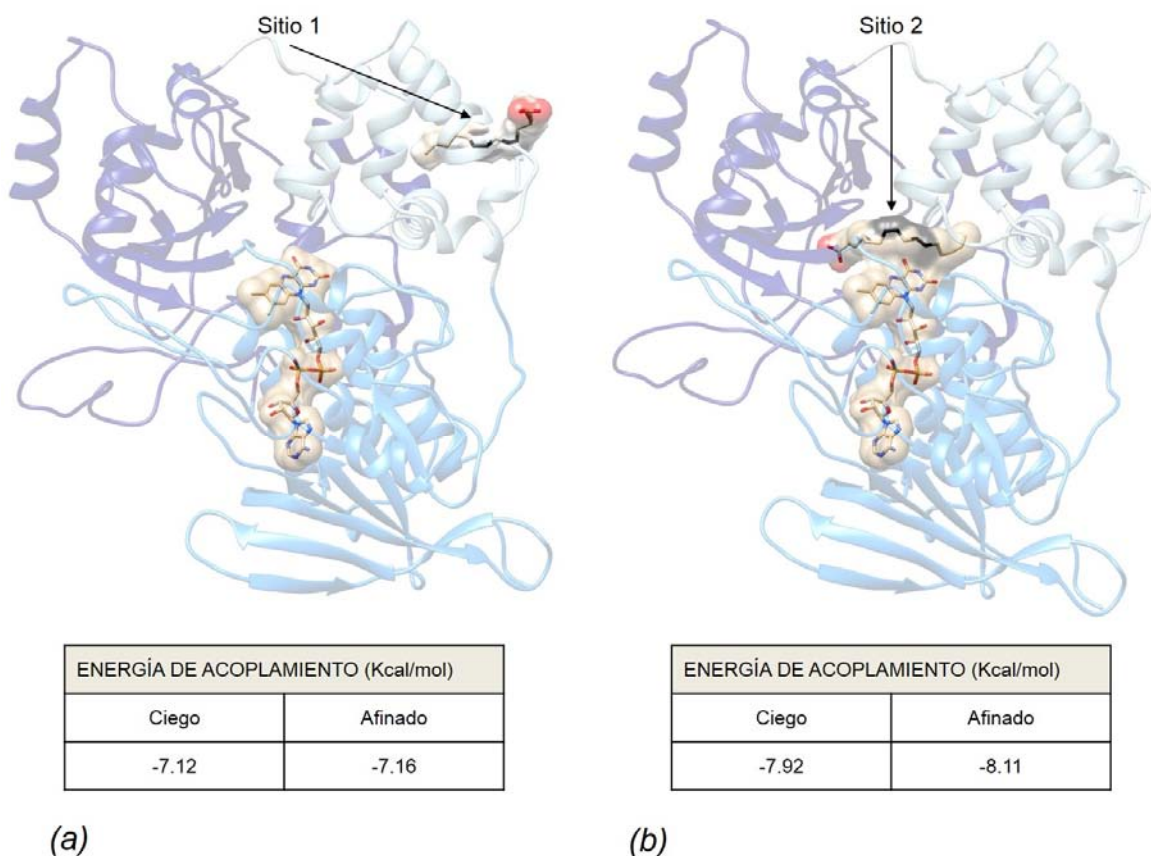 Sitio 1
Sitio 2
ENERGÍA DE ACOPLAMIENTO (Kcal/mol)
Ciego Afinado
-7.12 -7.16
ENERGÍA DE ACOPLAMIENTO (Kcal/mol)
Ciego Afinado
-7.92 -8.11
(a)
(b)